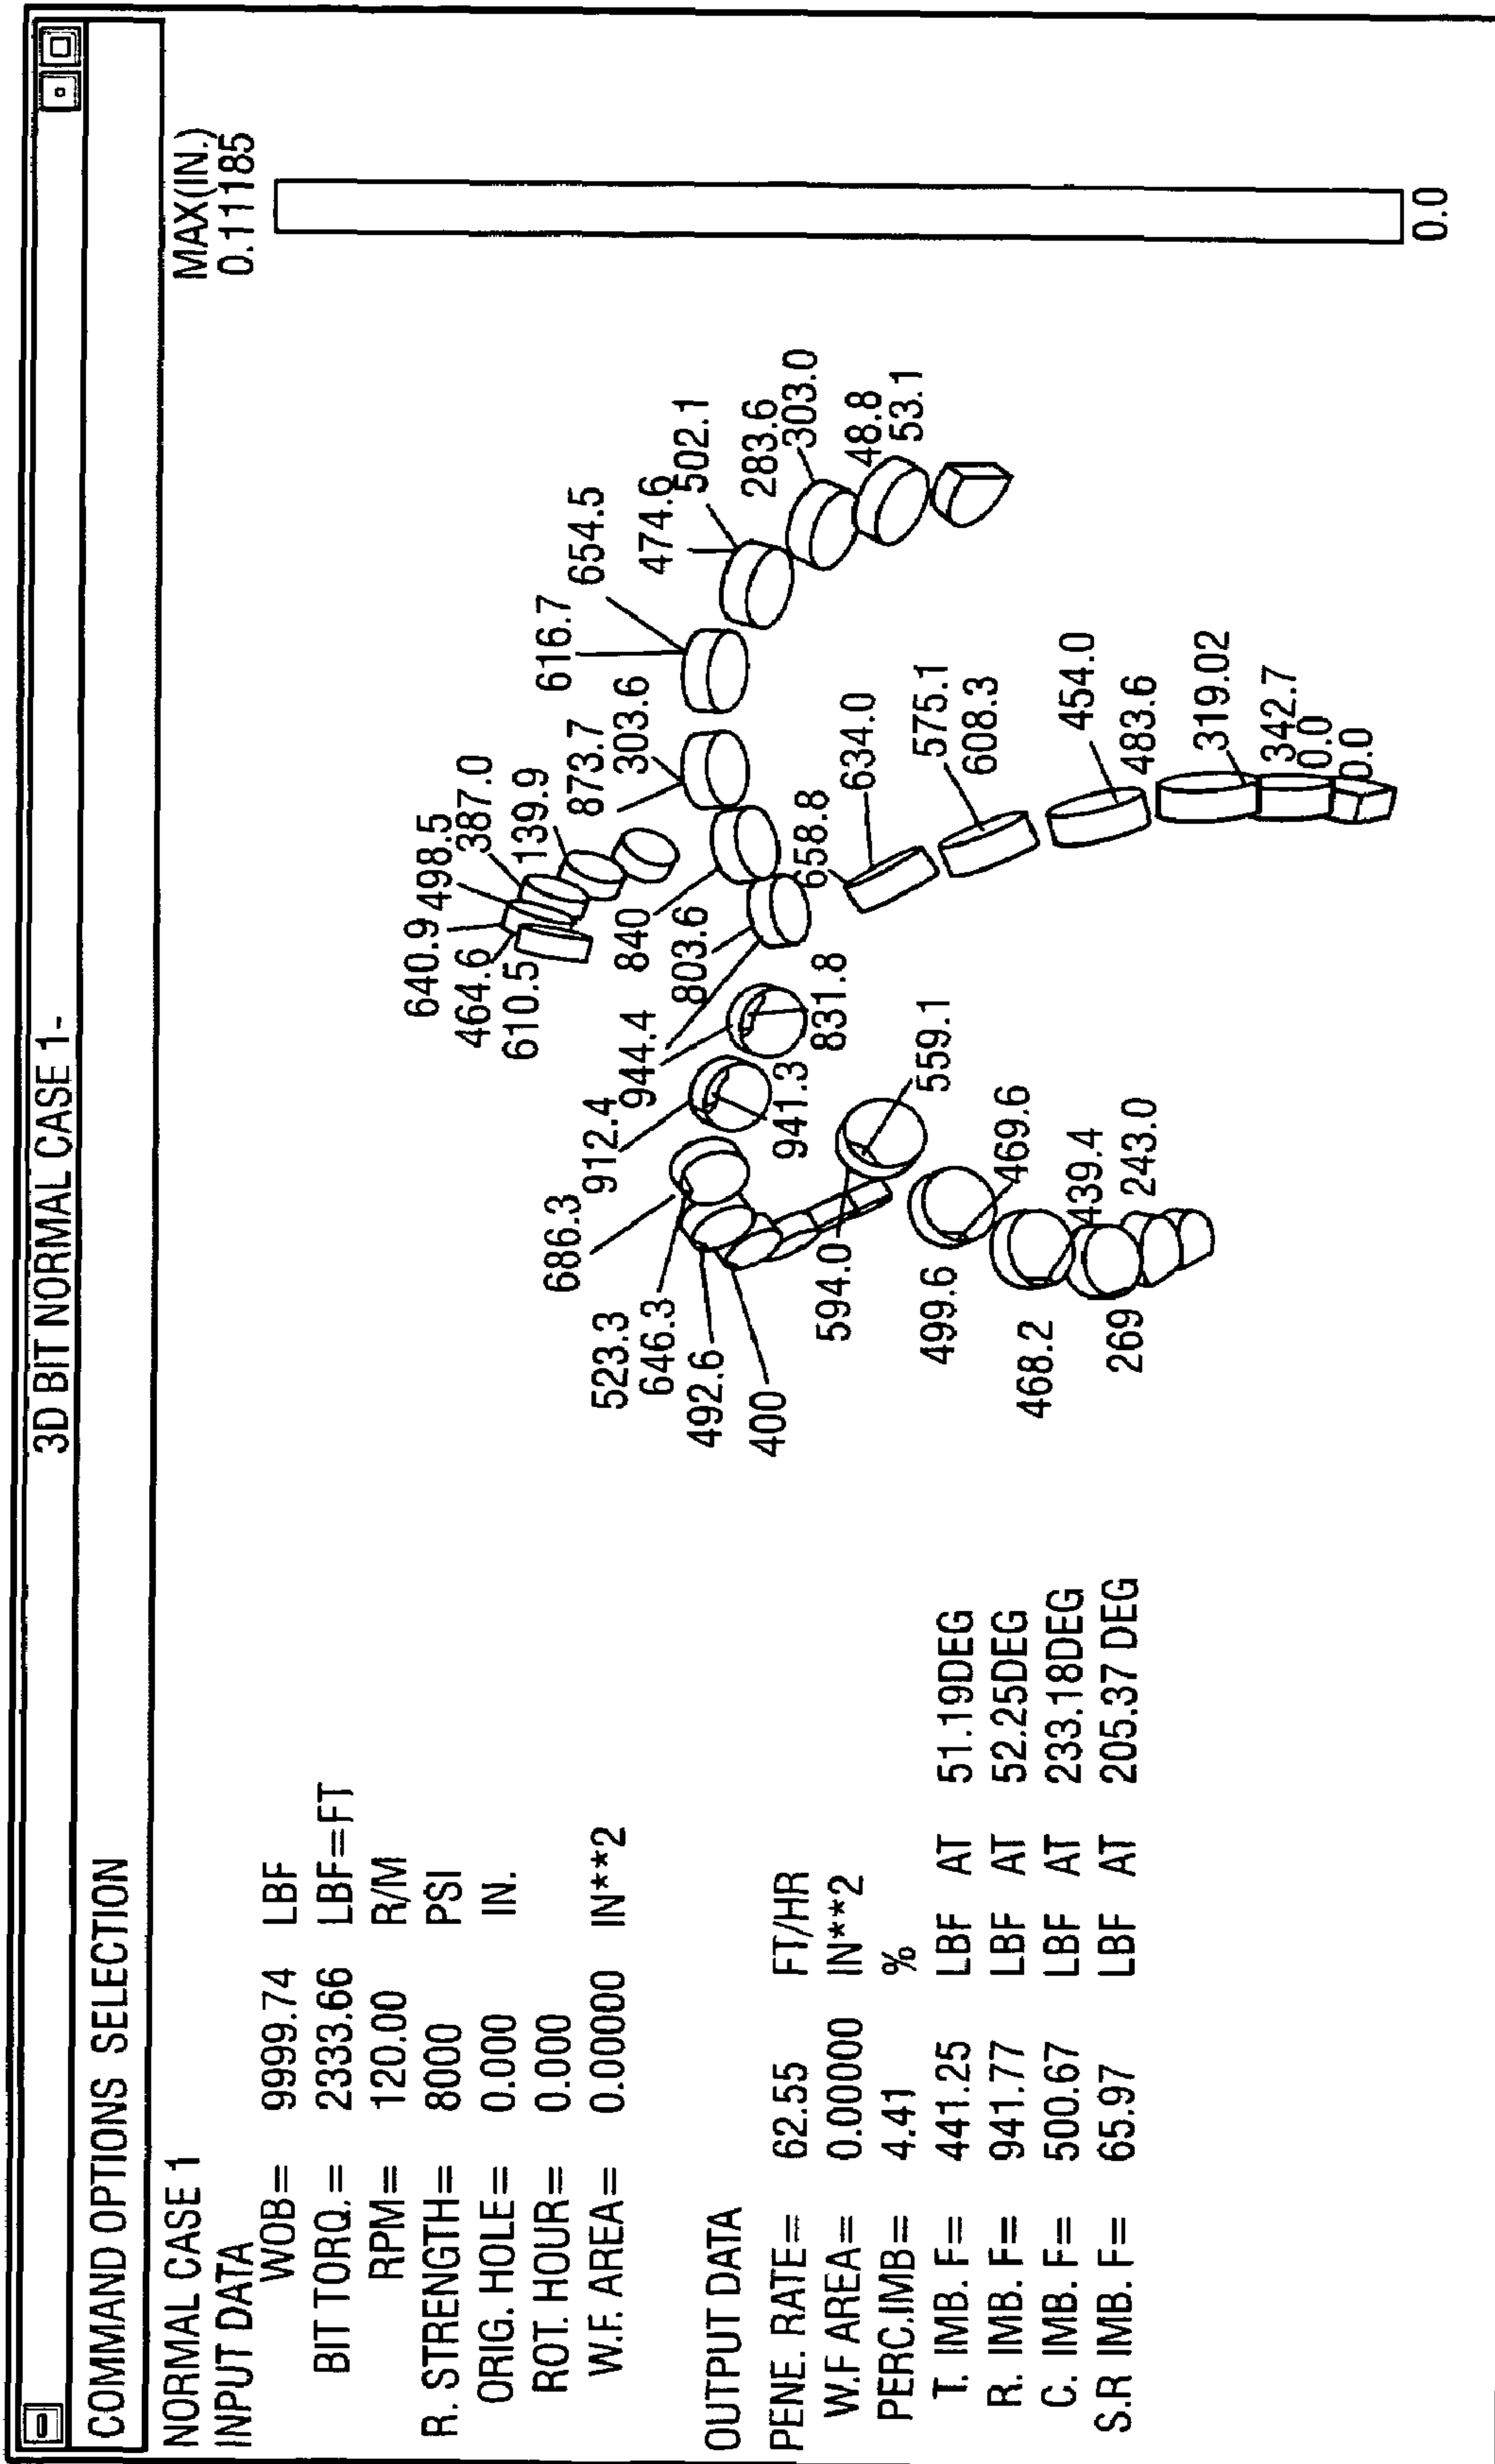 3D BIT NORMAL CASE 1-
COMMAND OPTIONS SELECTION
NORMAL CASE 1
INPUT DATA
WOB= 9999.74 LBF
BIT TORQ.= 2333.66 LBF=FT
RPM= 120.00 R/M
R. STRENGTH= 8000 PSI
ORIG. HOLE= 0.000 IN.
ROT. HOUR= 0.000
W.F. AREA= 0.00000 IN**2
OUTPUT DATA
PENE. RATE= 62.55 FT/HR
W.F AREA= 0.00000 IN**2
PERC.IMB= 4.41 %
T. IMB. F= 441.25 LBF AT 51.19DEG
R. IMB. F= 941.77 LBF AT 52.25DEG
C. IMB. F= 500.67 LBF AT 233.18DEG
S.R IMB. F= 65.97 LBF AT 205.37 DEG
MAX(IN.)
0.11185
0.0
640.9
498.5
387.0
139.9
873.7
303.6
464.6
610.5
616.7
654.5
474.6
502.1
283.6
303.0
48.8
53.1
840
803.6
944.4
912.4
686.3
831.8
941.3
523.3
646.3
492.6
400
658.8
634.0
575.1
608.3
454.0
483.6
319.02
342.7
0.0
0.0
594.0
559.1
499.6
469.6
468.2
439.4
269
243.0